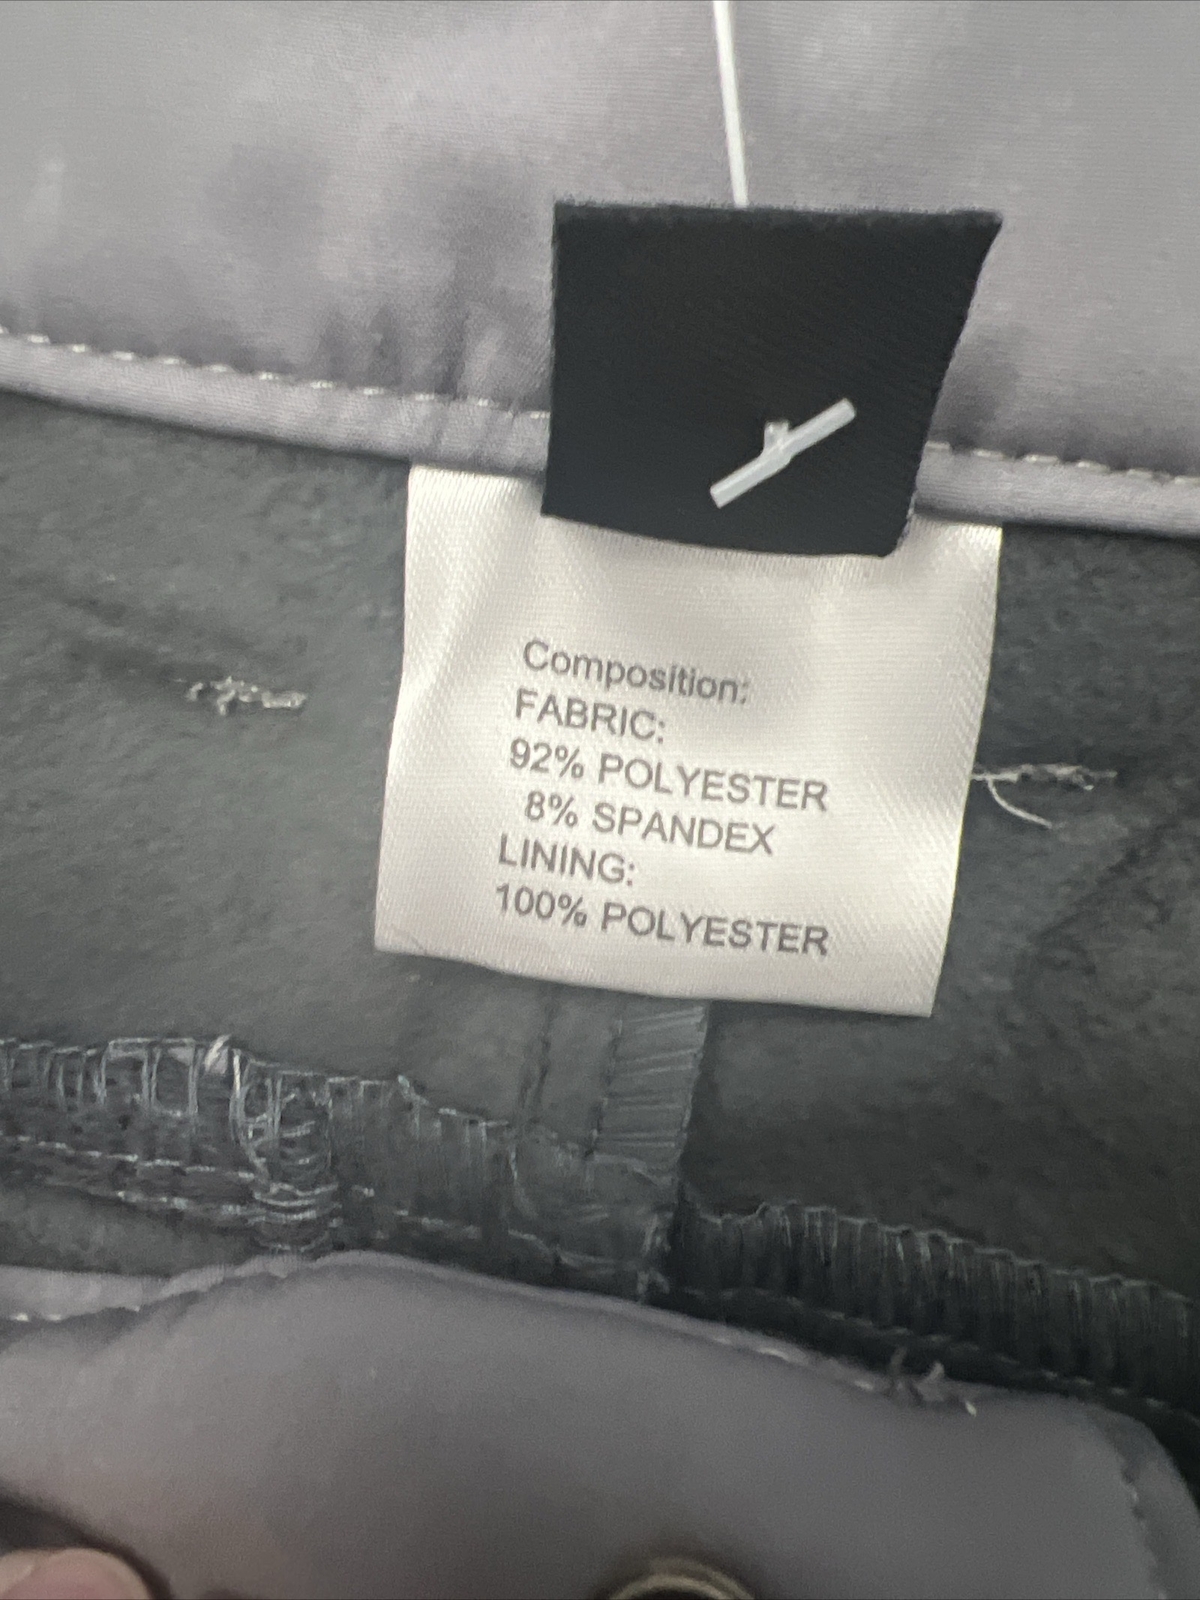 Composition:
FABRIC:
92% POLYESTER
8% SPANDEX
LINING:
100% POLYESTER